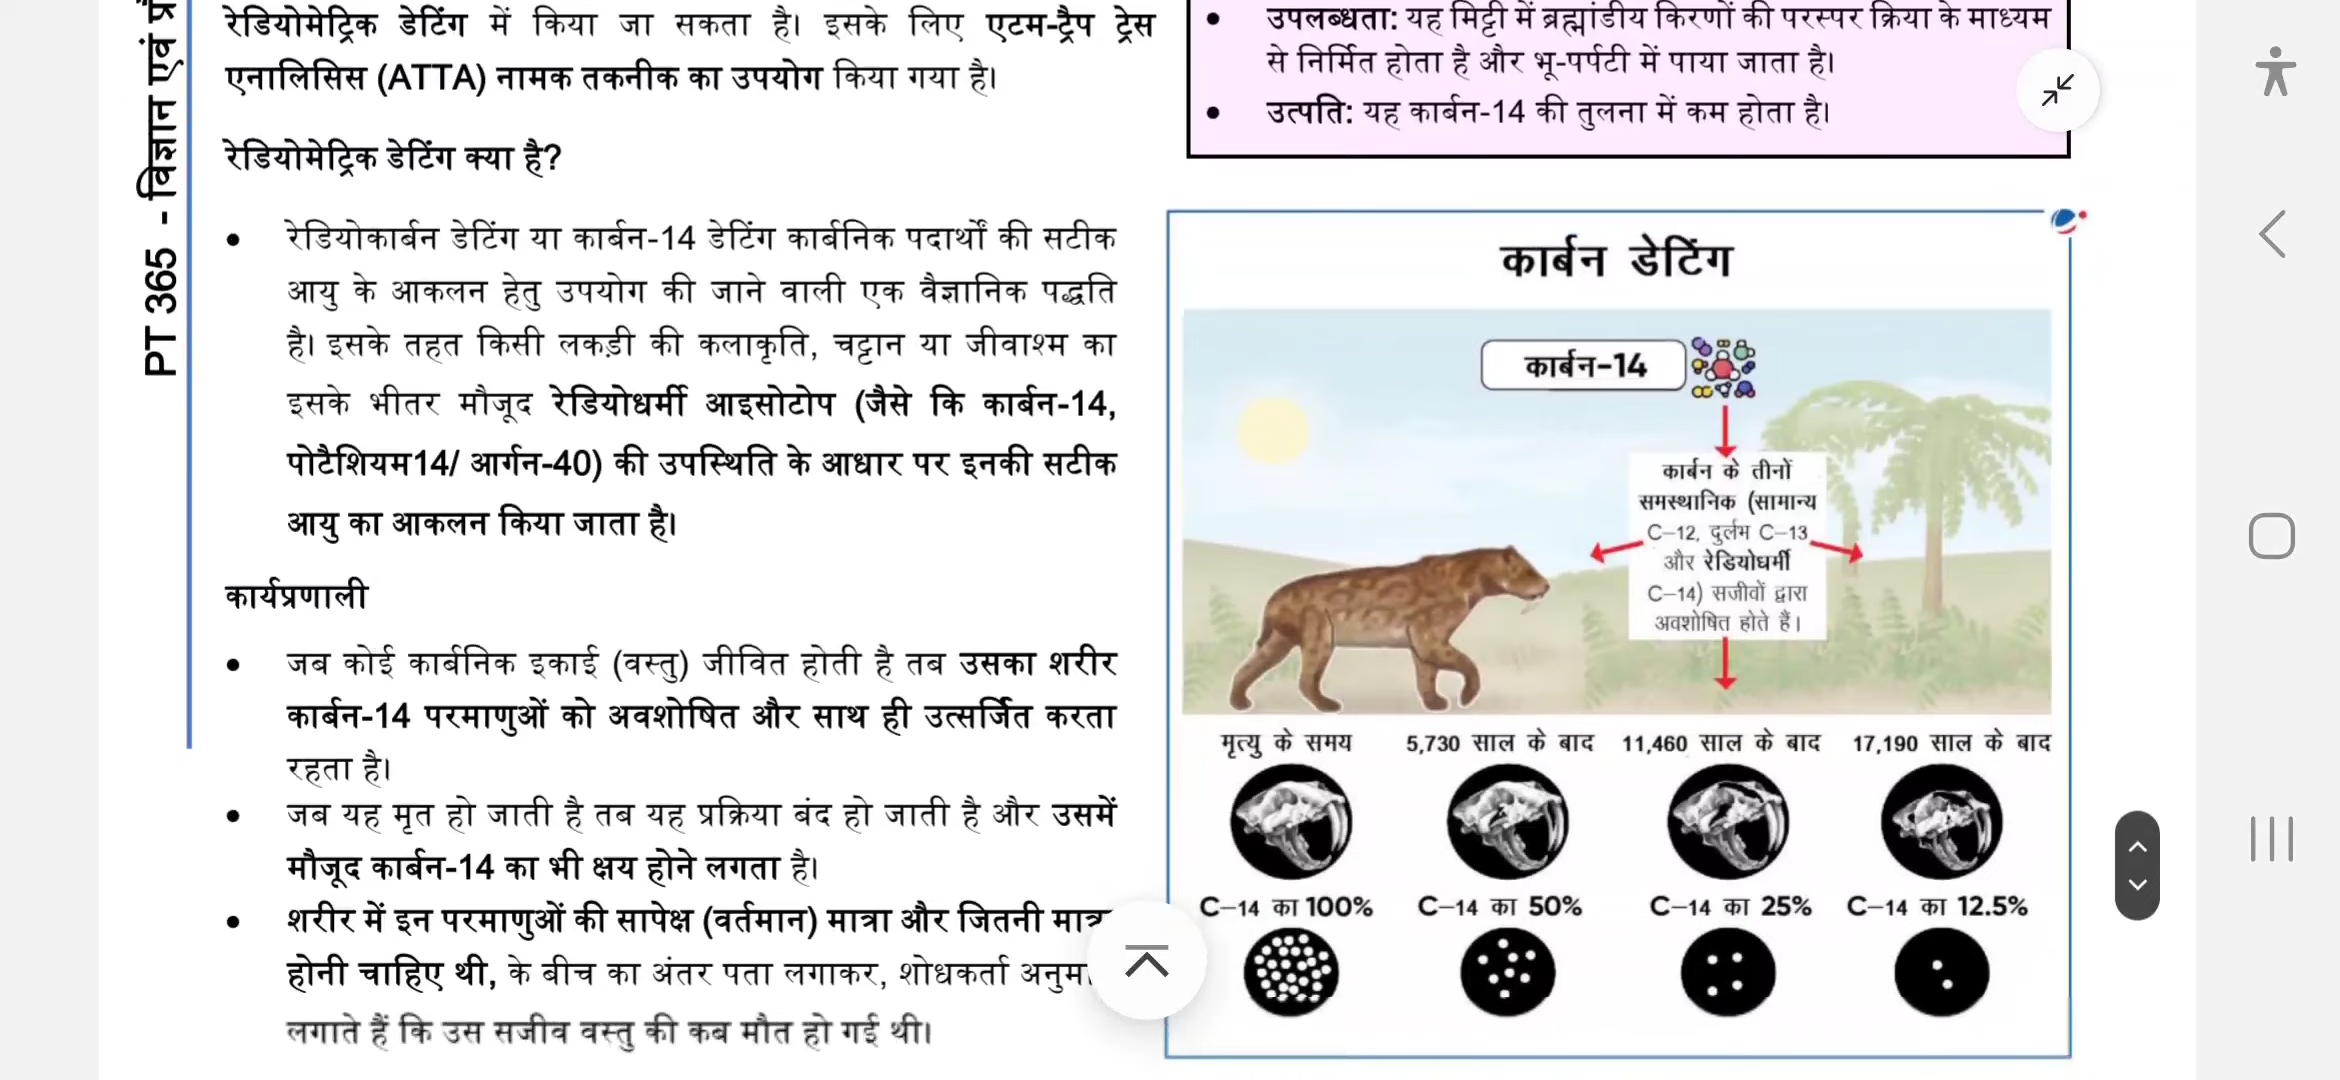 रेडियोमेट्रिक डेटिंग में किया जा सकता है। इसके लिए एटम-ट्रैप ट्रेस
एनालिसिस (ATTA) नामक तकनीक का उपयोग किया गया है।
रेडियोमेट्रिक डेटिंग क्या है?
• रेडियोकार्बन डेटिंग या कार्बन-14 डेटिंग कार्बनिक पदार्थों की सटीक
आयु के आकलन हेतु उपयोग की जाने वाली एक वैज्ञानिक पद्धति
है। इसके तहत किसी लकड़ी की कलाकृति, चट्टान या जीवाश्म का
इसके भीतर मौजूद रेडियोधर्मी आइसोटोप (जैसे कि कार्बन-14,
पोटैशियम14/ आर्गन-40) की उपस्थिति के आधार पर इनकी सटीक
आयु का आकलन किया जाता है।
कार्यप्रणाली
• जब कोई कार्बनिक इकाई (वस्तु) जीवित होती है तब उसका शरीर
कार्बन-14 परमाणुओं को अवशोषित और साथ ही उत्सर्जित करता
रहता है।
• जब यह मृत हो जाती है तब यह प्रक्रिया बंद हो जाती है और उसमें
मौजूद कार्बन-14 का भी क्षय होने लगता है।
• शरीर में इन परमाणुओं की सापेक्ष (वर्तमान) मात्रा और जितनी
होनी चाहिए थी, के बीच का अंतर पता लगाकर, शोधकर्ता
लगाते हैं कि उस सजीव वस्तु की कब मौत हो गई थी।
• उपलब्धता: यह मिट्टी में ब्रह्मांडीय किरणों की परस्पर क्रिया के माध्यम
से निर्मित होता है और भू-पर्पटी में पाया जाता है।
• उत्पति: यह कार्बन-14 की तुलना में कम होता है।
कार्बन डेटिंग
कार्बन-14
कार्बन के तीनों
समस्थानिक (सामान्य
C-12, दुर्लभ C-13
और रेडियोधर्मी
C-14) सजीवों द्वारा
अवशोषित होते हैं।
मृत्यु के समय 5,730 साल के बाद 11,460 साल के बाद 17,190 साल के बाद
C-14 का 100% C-14 का 50% C-14 का 25% C-14 का 12.5%
PT 365 - विज्ञान एवं